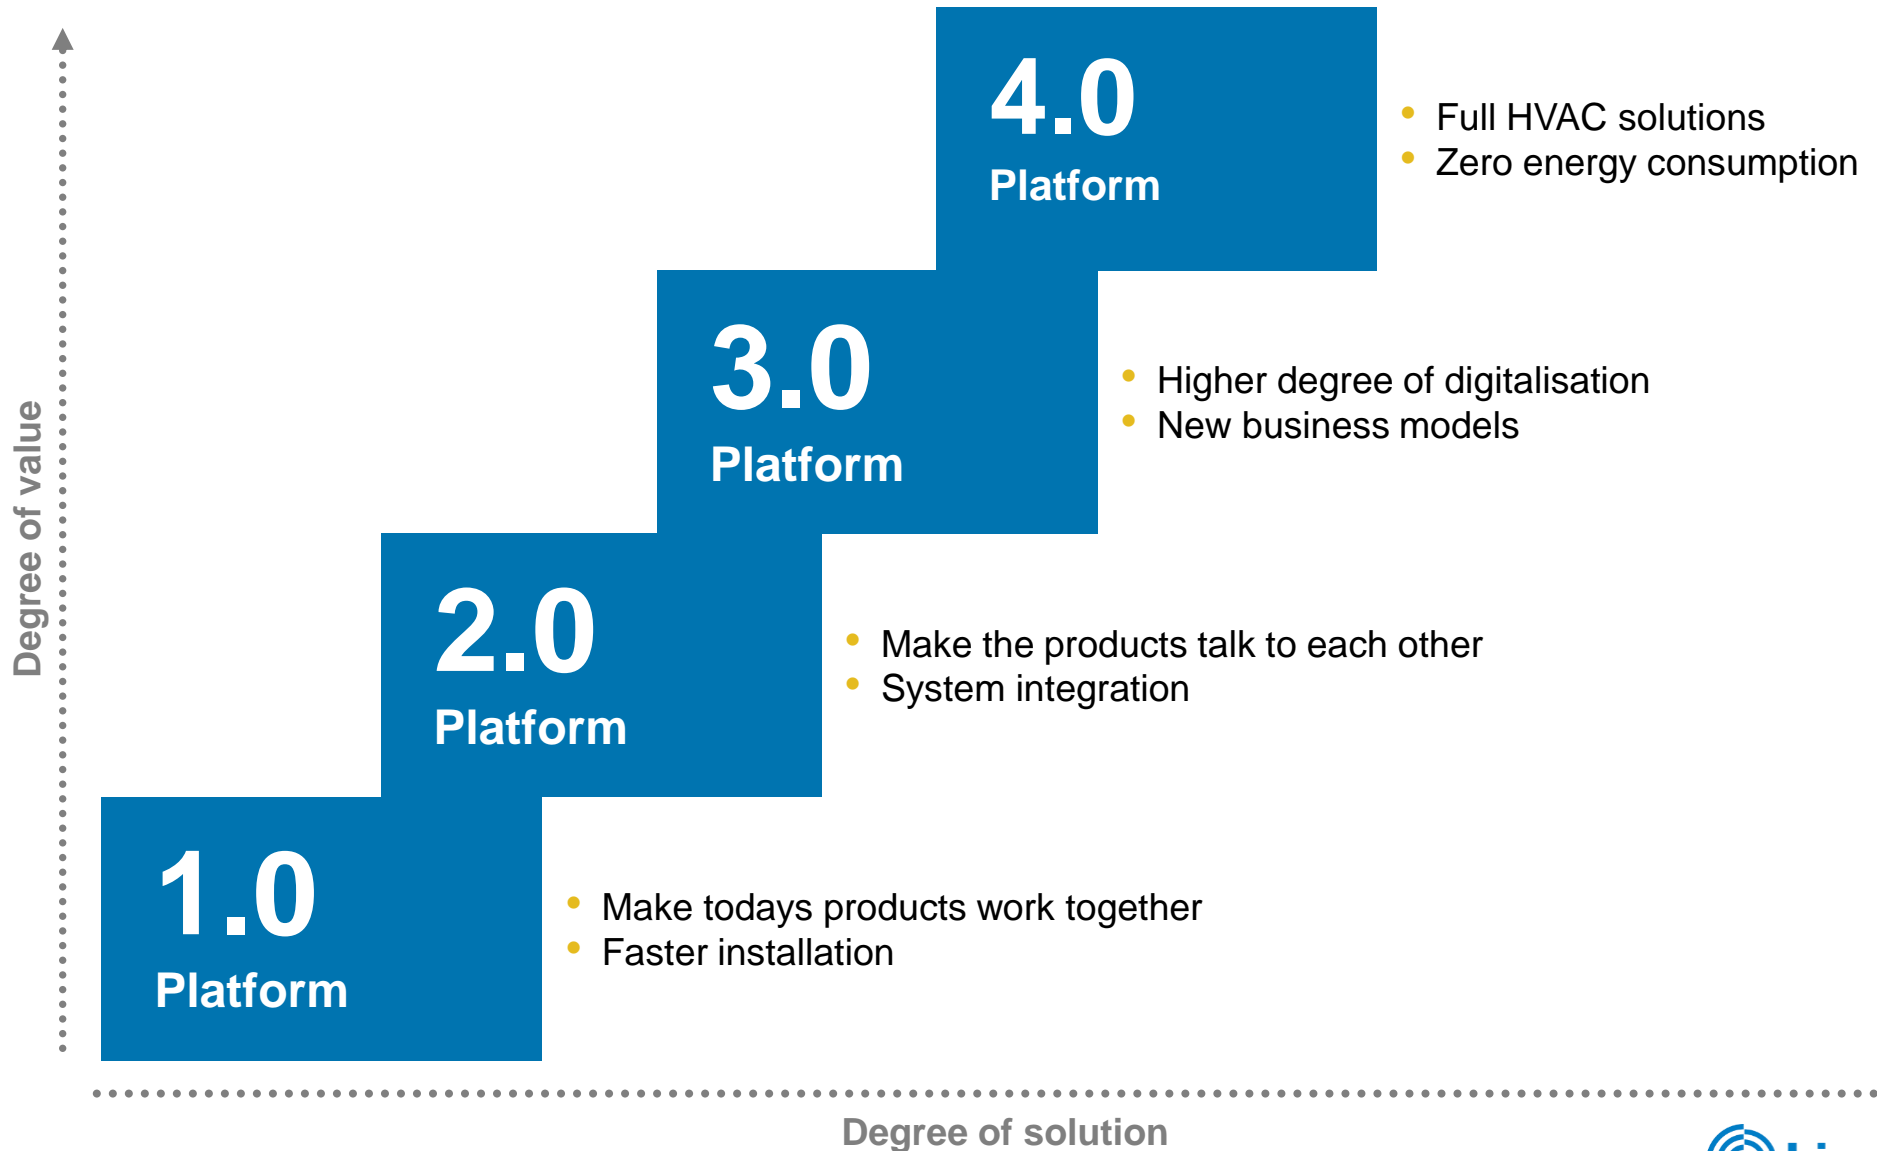 4.0
Platform
• Full HVAC solutions
• Zero energy consumption
3.0
Platform
• Higher degree of digitalisation
• New business models
2.0
Platform
• Make the products talk to each other
• System integration
1.0
Platform
• Make todays products work together
• Faster installation
Degree of value
Degree of solution